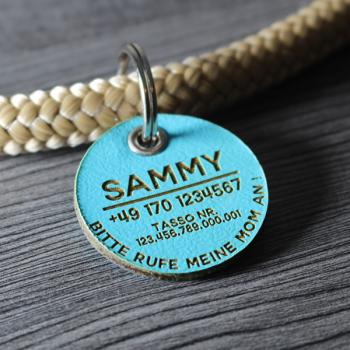 SAMMY
+49 170 1234567
TASSO NR.
123.456.789.000.001
BITTE RUFE MEINE MOM AN!